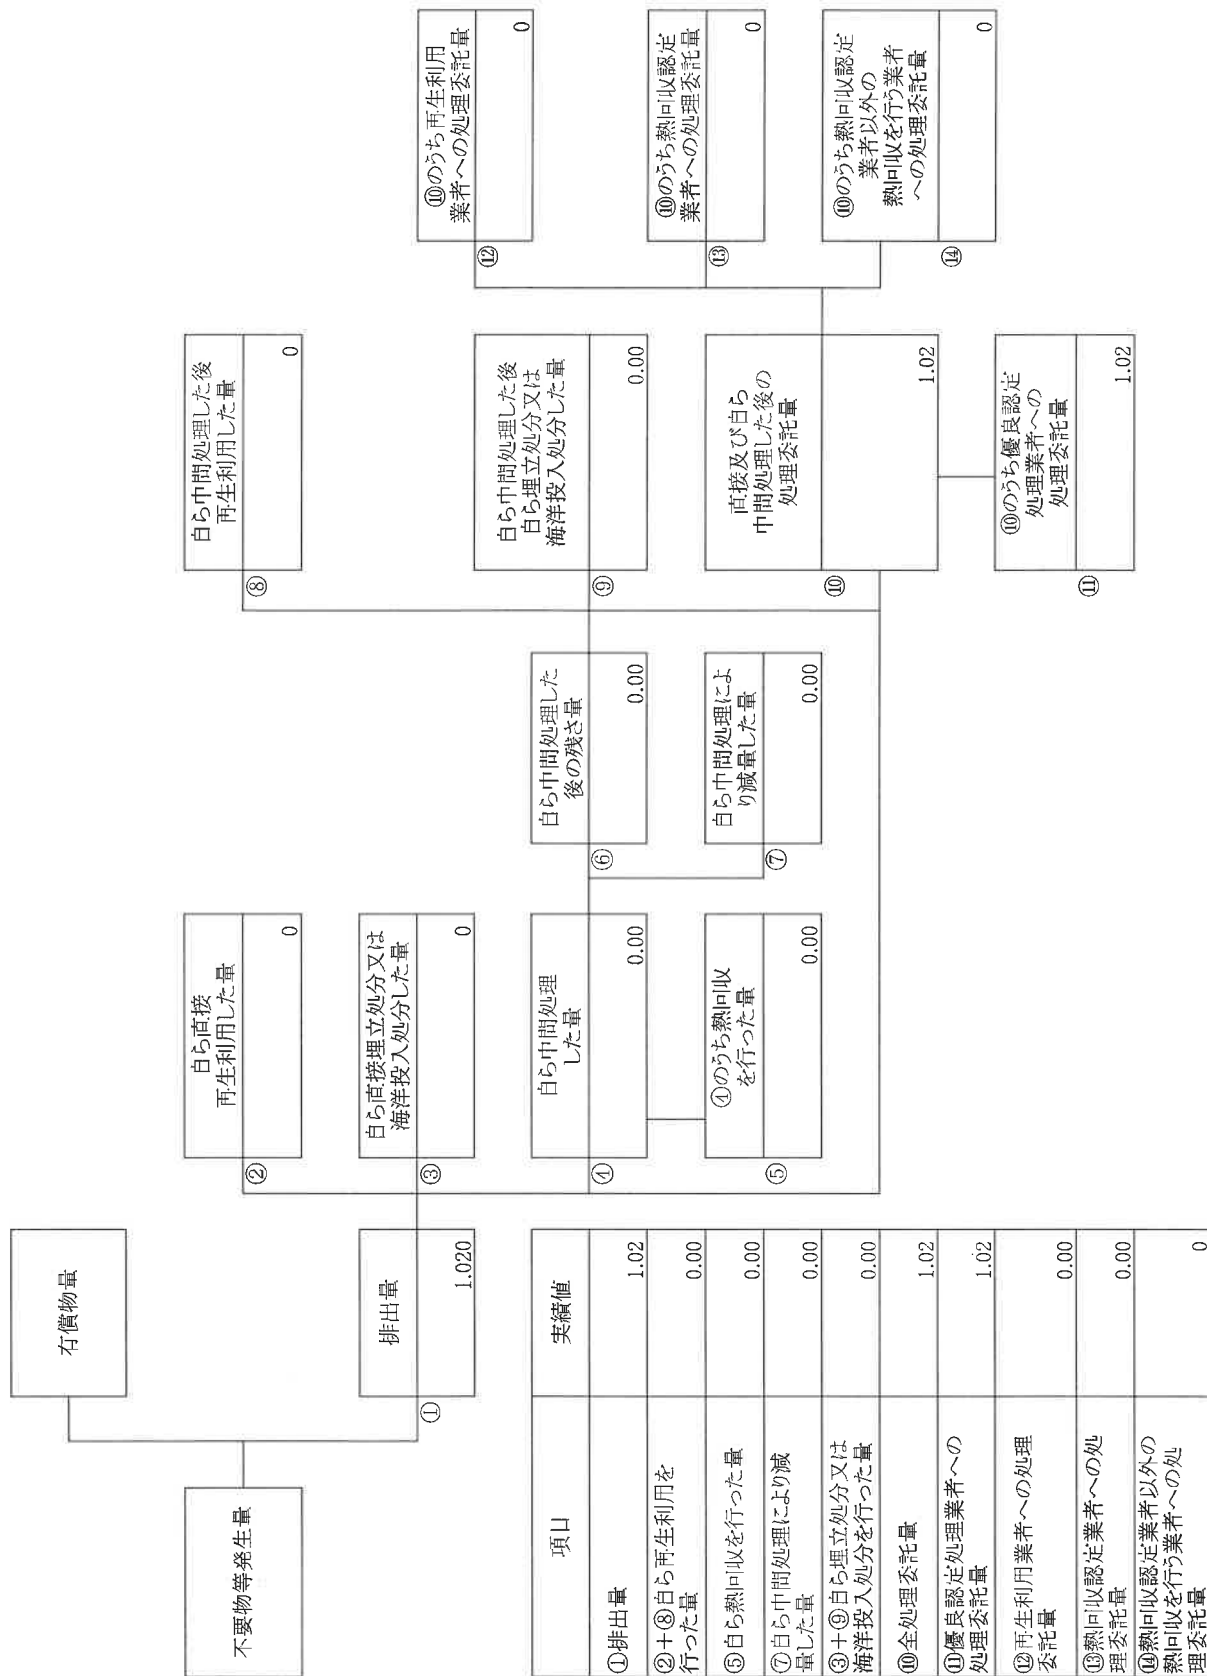 不要物等発生量
有償物量
排出量
①
1.020
自ら直接
再生利用した量
②
0
自ら直接埋立処分又は
海洋投入処分した量
③
0
自ら中間処理
した量
④
0.00
④のうち熱回収
を行った量
⑤
0.00
自ら中間処理した
後の残さ量
⑥
0.00
自ら中間処理によ
り減量した量
⑦
0.00
自ら中間処理した後
再生利用した量
⑧
0
自ら中間処理した後
自ら埋立処分又は
海洋投入処分した量
⑨
0.00
直接及び自ら
中間処理した後の
処理委託量
⑩
1.02
⑩のうち優良認定
処理業者への
処理委託量
⑪
1.02
⑩のうち再生利用
業者への処理委託量
⑫
0
⑩のうち熱回収認定
業者への処理委託量
⑬
0
⑩のうち熱回収認定
業者以外の
熱回収を行う業者
への処理委託量
⑭
0
項目 実績値
①排出量 1.02
②+⑧自ら再生利用を
行った量 0.00
⑤自ら熱回収を行った量 0.00
⑦自ら中間処理により減
量した量 0.00
③+⑨自ら埋立処分又は
海洋投入処分を行った量 0.00
⑩全処理委託量 1.02
⑪優良認定処理業者への
処理委託量 1.02
⑫再生利用業者への処理
委託量 0.00
⑬熱回収認定業者への処
理委託量 0.00
⑭熱回収認定業者以外の
熱回収を行う業者への処
理委託量 0